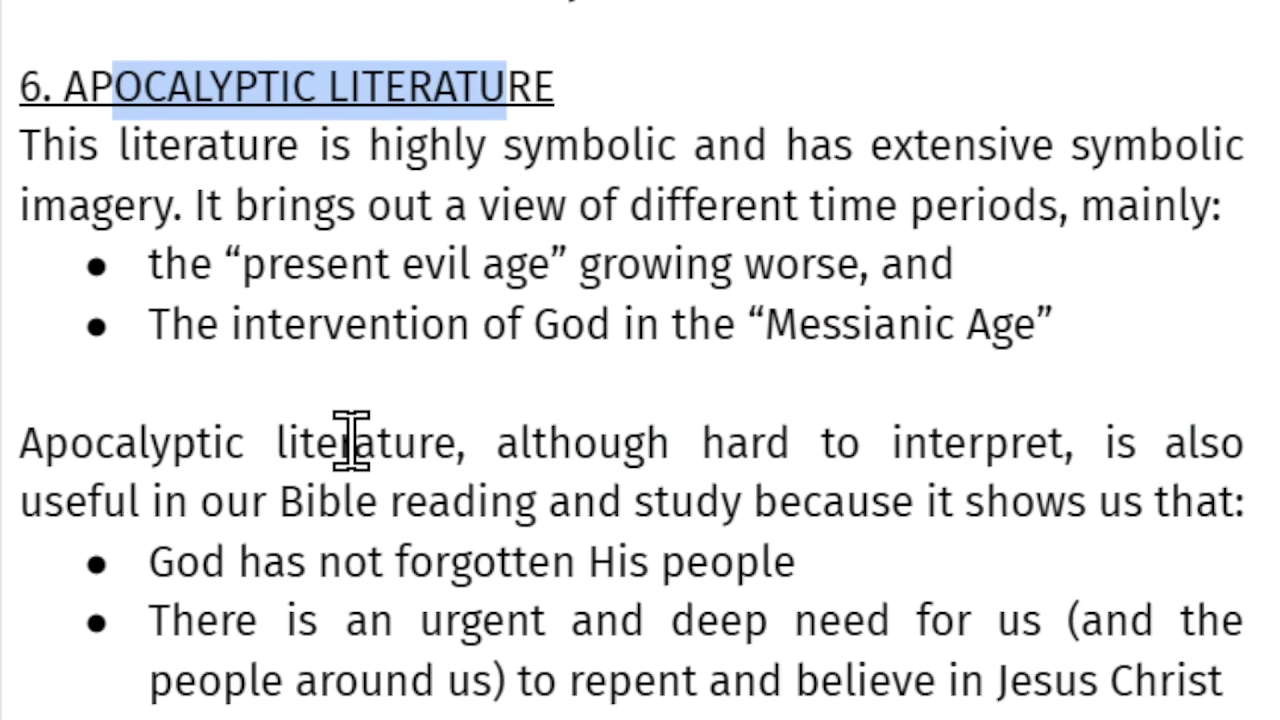 6. APOCALYPTIC LITERATURE
This literature is highly symbolic and has extensive symbolic
imagery. It brings out a view of different time periods, mainly:
● the “present evil age” growing worse, and
● The intervention of God in the “Messianic Age”
Apocalyptic literature, although hard to interpret, is also
useful in our Bible reading and study because it shows us that:
● God has not forgotten His people
● There is an urgent and deep need for us (and the
people around us) to repent and believe in Jesus Christ